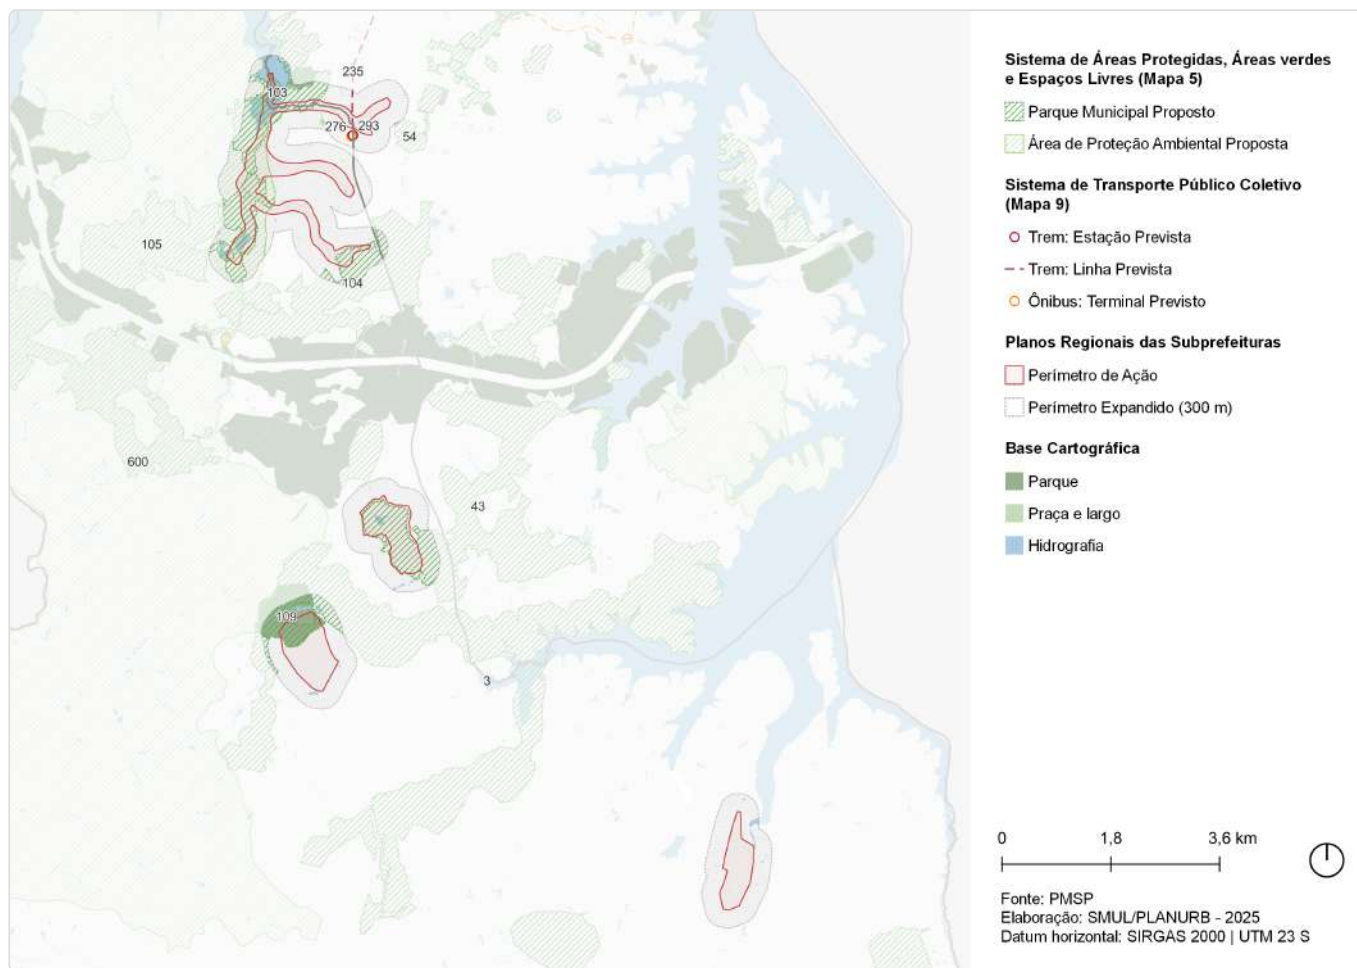 235
103
276
293
54
105
104
600
43
109
3
Sistema de Áreas Protegidas, Áreas verdes
e Espaços Livres (Mapa 5)
Parque Municipal Proposto
Área de Proteção Ambiental Proposta
Sistema de Transporte Público Coletivo
(Mapa 9)
Trem: Estação Prevista
Trem: Linha Prevista
Ônibus: Terminal Previsto
Planos Regionais das Subprefeituras
Perímetro de Ação
Perímetro Expandido (300 m)
Base Cartográfica
Parque
Praça e largo
Hidrografia
0 1,8 3,6 km
Fonte: PMSP
Elaboração: SMUL/PLANURB - 2025
Datum horizontal: SIRGAS 2000 | UTM 23 S